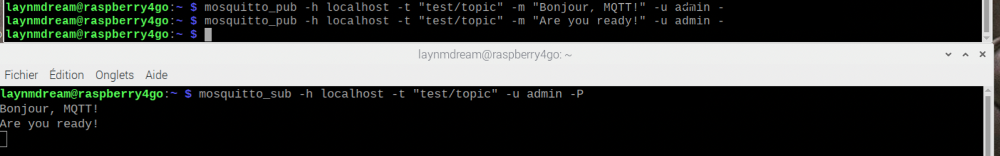 laynmdream@raspberry4go:~ $ mosquitto_pub -h localhost -t "test/topic" -m "Bonjour, MQTT!" -u admin -
laynmdream@raspberry4go:~ $ mosquitto_pub -h localhost -t "test/topic" -m "Are you ready!" -u admin -
laynmdream@raspberry4go:~ $
laynmdream@raspberry4go: ~
Fichier Édition Onglets Aide
laynmdream@raspberry4go:~ $ mosquitto_sub -h localhost -t "test/topic" -u admin -P
Bonjour, MQTT!
Are you ready!